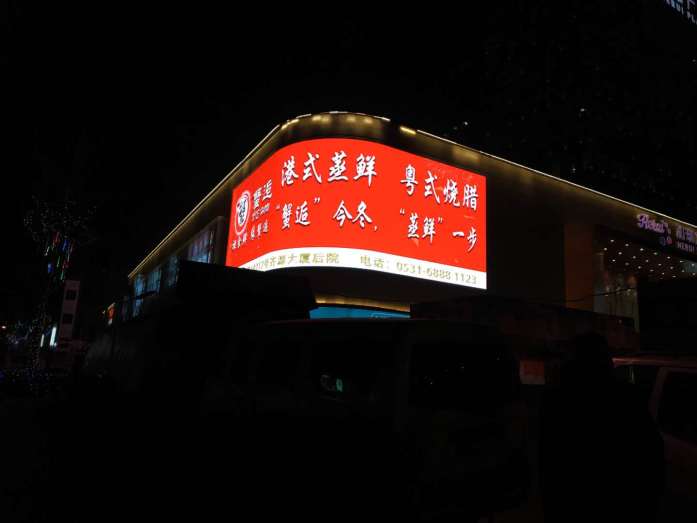 港式蒸鲜 粤式烧腊
蟹逅
"蟹逅"今冬,"蒸鲜"一步
大厦后院 电话:0531-6888 1123